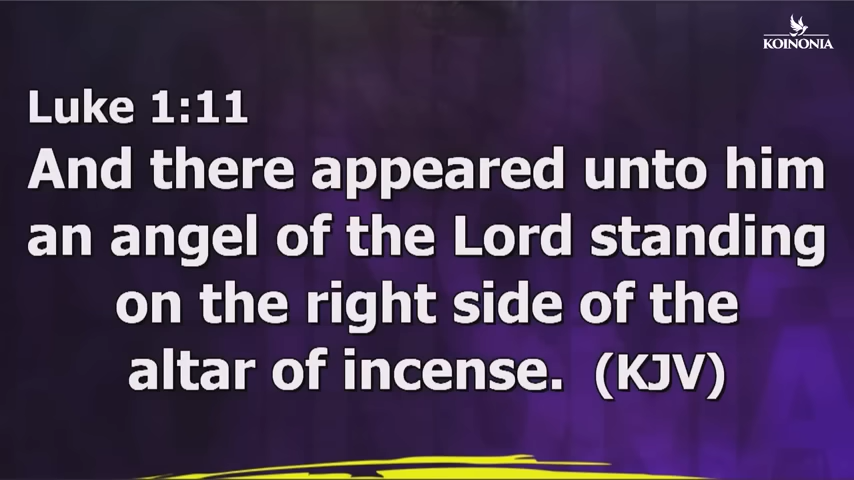 KOINONIA
Luke 1:11
And there appeared unto him
an angel of the Lord standing
on the right side of the
altar of incense. (KJV)